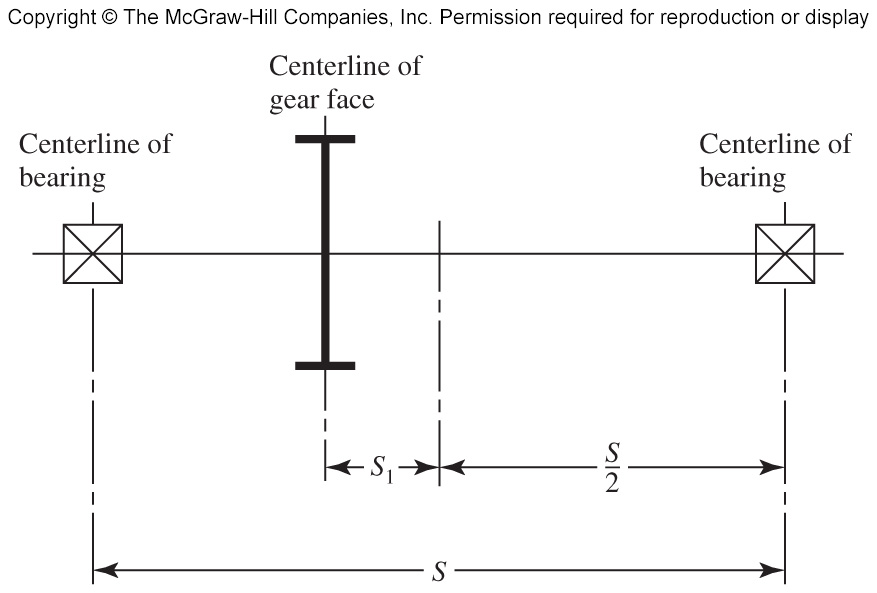 Copyright © The McGraw-Hill Companies, Inc. Permission required for reproduction or display
Centerline of
gear face
Centerline of
bearing
Centerline of
bearing
S₁
S
2
S